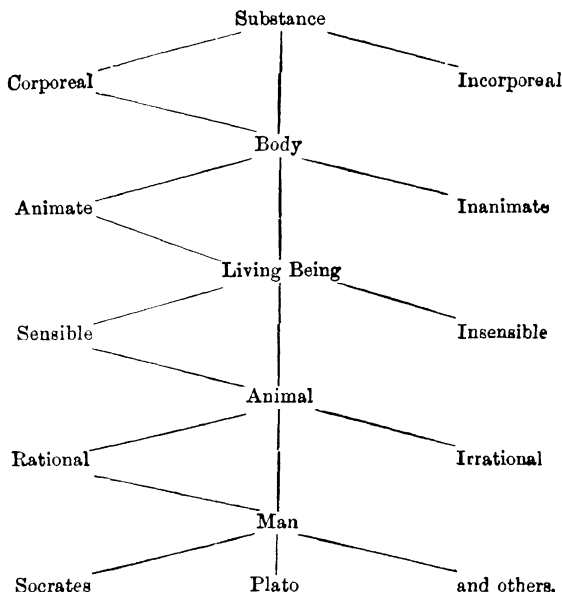 Substance
Corporeal Incorporeal
Body
Animate Inanimate
Living Being
Sensible Insensible
Animal
Rational Irrational
Man
Socrates Plato and others.